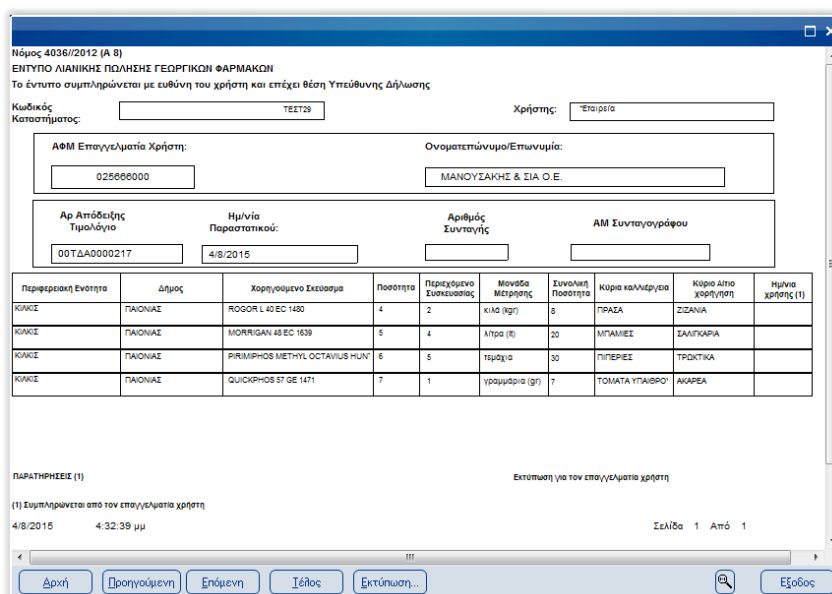 Νόμος 4036//2012 (Α 8)
ΕΝΤΥΠΟ ΛΙΑΝΙΚΗΣ ΠΩΛΗΣΗΣ ΓΕΩΡΓΙΚΩΝ ΦΑΡΜΑΚΩΝ
Το έντυπο συμπληρώνεται με ευθύνη του χρήστη και επέχει θέση Υπεύθυνης Δήλωσης
Κωδικός Καταστήματος: ΤΕΣΤ29 Χρήστης: "Εταιρεία
ΑΦΜ Επαγγελματία Χρήστη: Ονοματεπώνυμο/Επωνυμία:
025666000 ΜΑΝΟΥΣΑΚΗΣ & ΣΙΑ Ο.Ε.
Αρ Απόδειξης Τιμολόγιο Ημ/νία Παραστατικού: Αριθμός Συνταγής ΑΜ Συνταγογράφου
00ΤΔΑ0000217 4/8/2015
Περιφερειακή Ενότητα Δήμος Χορηγούμενο Σκεύασμα Ποσότητα Περιεχόμενο Συσκευασίας Μονάδα Μέτρησης Συνολική Ποσότητα Κύρια καλλιέργεια Κύριο Αίτιο χορήγηση Ημ/νια χρήσης (1)
ΚΙΛΚΙΣ ΠΑΙΟΝΙΑΣ ROGOR L 40 EC 1480 4 2 κιλά (kgr) 8 ΠΡΑΣΑ ΖΙΖΑΝΙΑ
ΚΙΛΚΙΣ ΠΑΙΟΝΙΑΣ MORRIGAN 48 EC 1639 5 4 λίτρα (lt) 20 ΜΠΑΜΙΕΣ ΣΑΛΙΓΚΑΡΙΑ
ΚΙΛΚΙΣ ΠΑΙΟΝΙΑΣ PIRIMIPHOS METHYL OCTAVIUS HUN 6 5 τεμάχια 30 ΠΙΠΕΡΙΕΣ ΤΡΩΚΤΙΚΑ
ΚΙΛΚΙΣ ΠΑΙΟΝΙΑΣ QUICKPHOS 57 GE 1471 7 1 γραμμάρια (gr) 7 ΤΟΜΑΤΑ ΥΠΑΙΘΡΟΥ ΑΚΑΡΕΑ
ΠΑΡΑΤΗΡΗΣΕΙΣ (1) Εκτύπωση για τον επαγγελματία χρήστη
(1) Συμπληρώνεται από τον επαγγελματία χρήστη
4/8/2015 4:32:39 μμ Σελίδα 1 Από 1
Αρχή Προηγούμενη Επόμενη Τέλος Εκτύπωση... Εξοδος